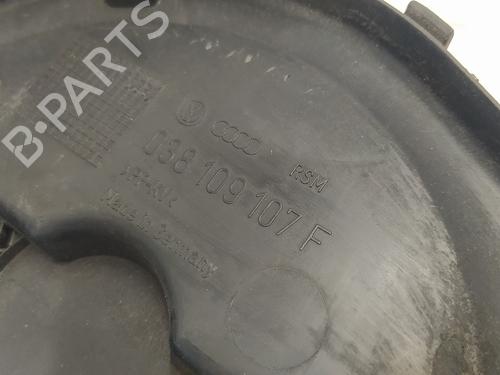 B-PARTS
RSM
038 109 107 F
Made in Germany